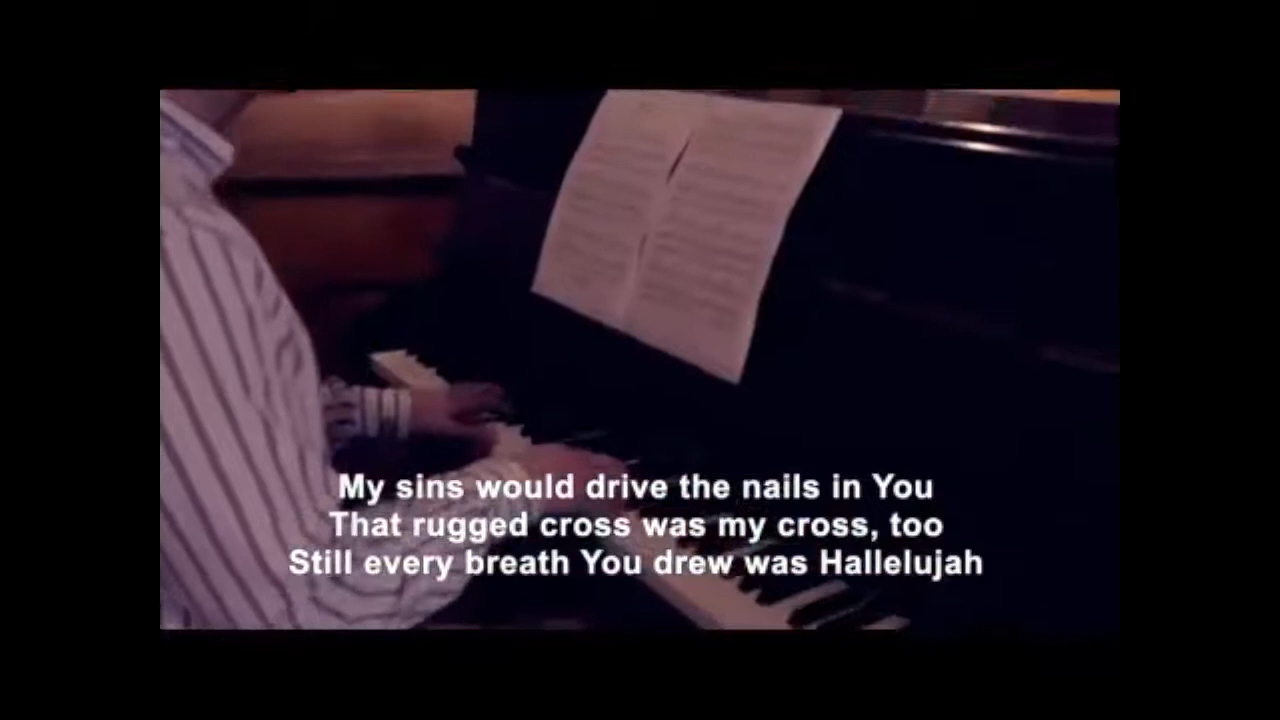 My sins would drive the nails in You
That rugged cross was my cross, too
Still every breath You drew was Hallelujah